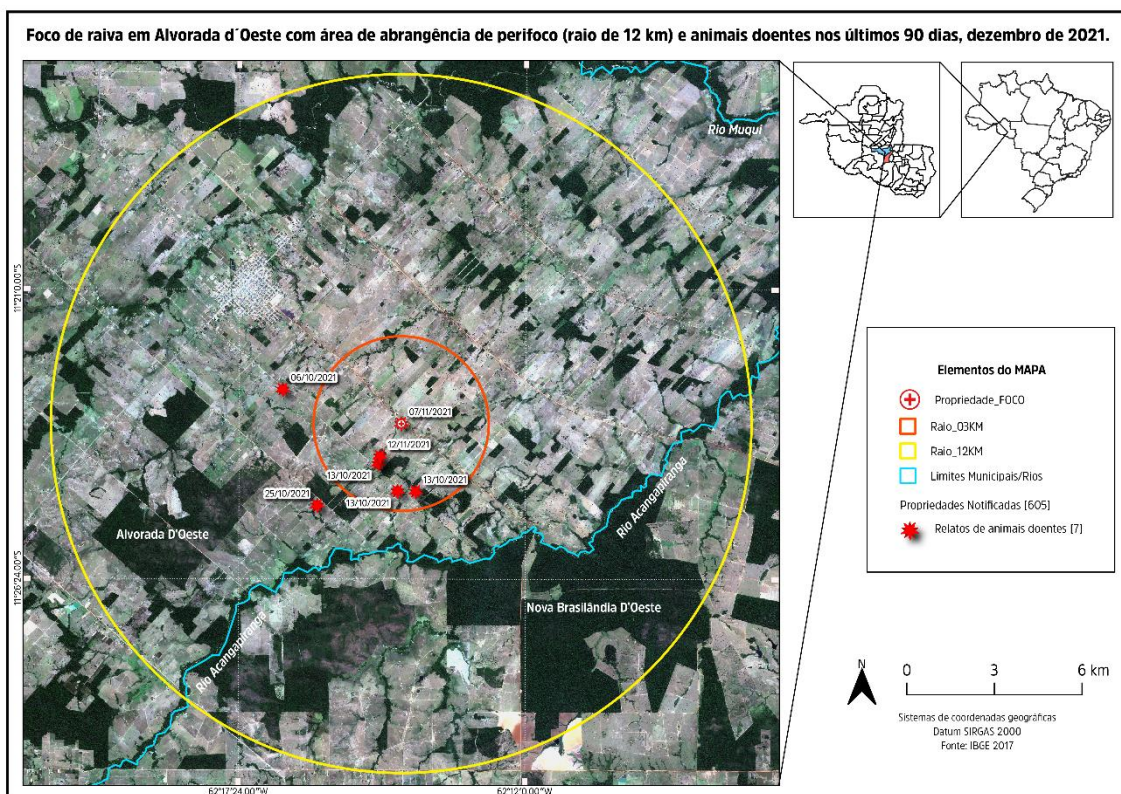 Foco de raiva em Alvorada d´Oeste com área de abrangência de perifoco (raio de 12 km) e animais doentes nos últimos 90 dias, dezembro de 2021.
Rio Muqui
11°21'0.00"S
06/10/2021
07/11/2021
12/11/2021
13/10/2021
13/10/2021
13/10/2021
25/10/2021
Rio Acangapiranga
Alvorada D'Oeste
11°26'24.00"S
Nova Brasilândia D'Oeste
Rio Acangapiranga
62°17'24.00"W
62°12'0.00"W
Elementos do MAPA
Propriedade_FOCO
Raio_03KM
Raio_12KM
Limites Municipais/Rios
Propriedades Notificadas [605]
Relatos de animais doentes [7]
N
0 3 6 km
Sistemas de coordenadas geográficas
Datum SIRGAS 2000
Fonte: IBGE 2017